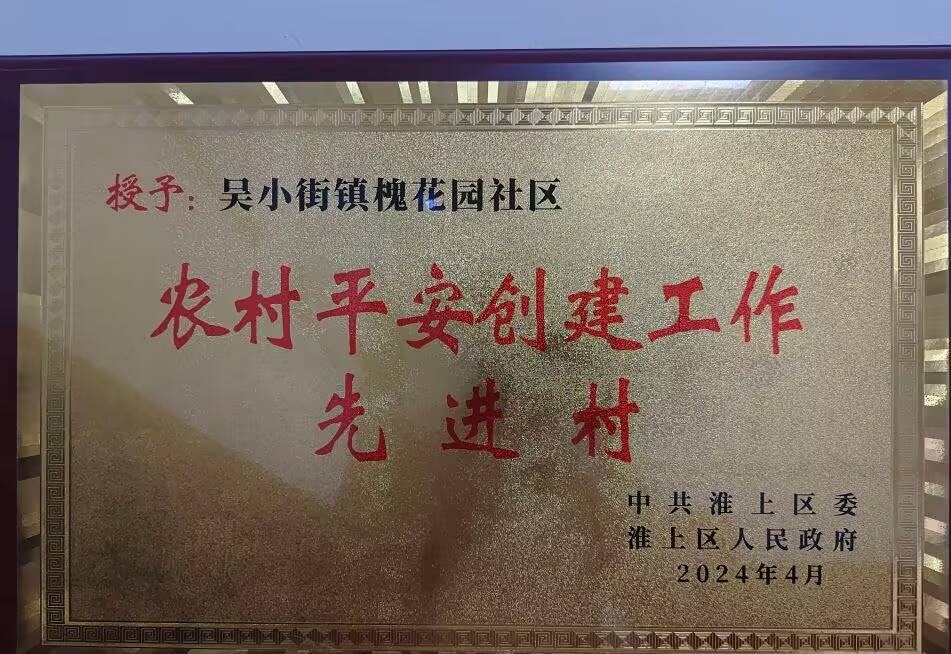 授予：吴小街镇槐花园社区
农村平安创建工作
先进村
中共淮上区委
淮上区人民政府
2024年4月